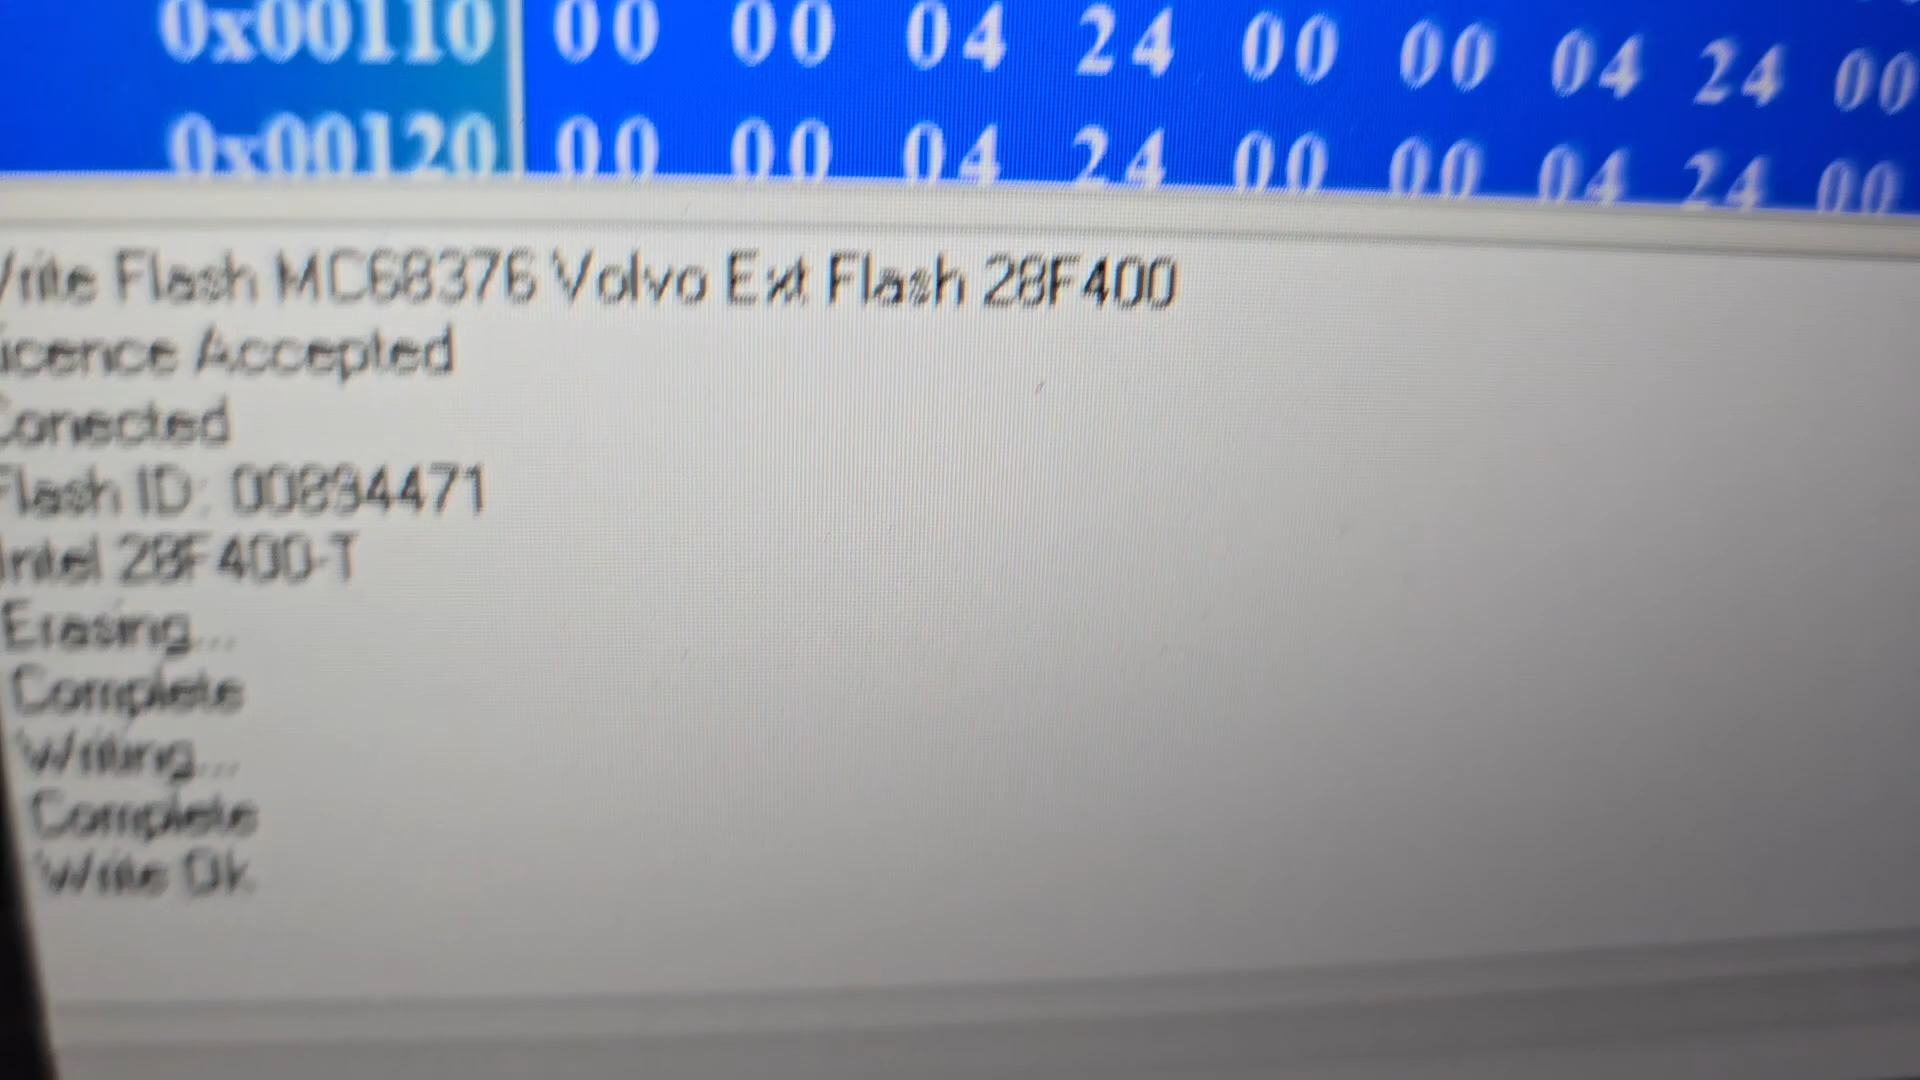 0x00110 00 00 04 24 00 00 04 24 00
0x00120 00 00 04 24 00 00 04 24 00
Write Flash MC68376 Volvo Ext Flash 28F400
icence Accepted
Conected
Flash ID: 00894471
Intel 28F400-T
Erasing...
Complete
Writing...
Complete
Write Ok